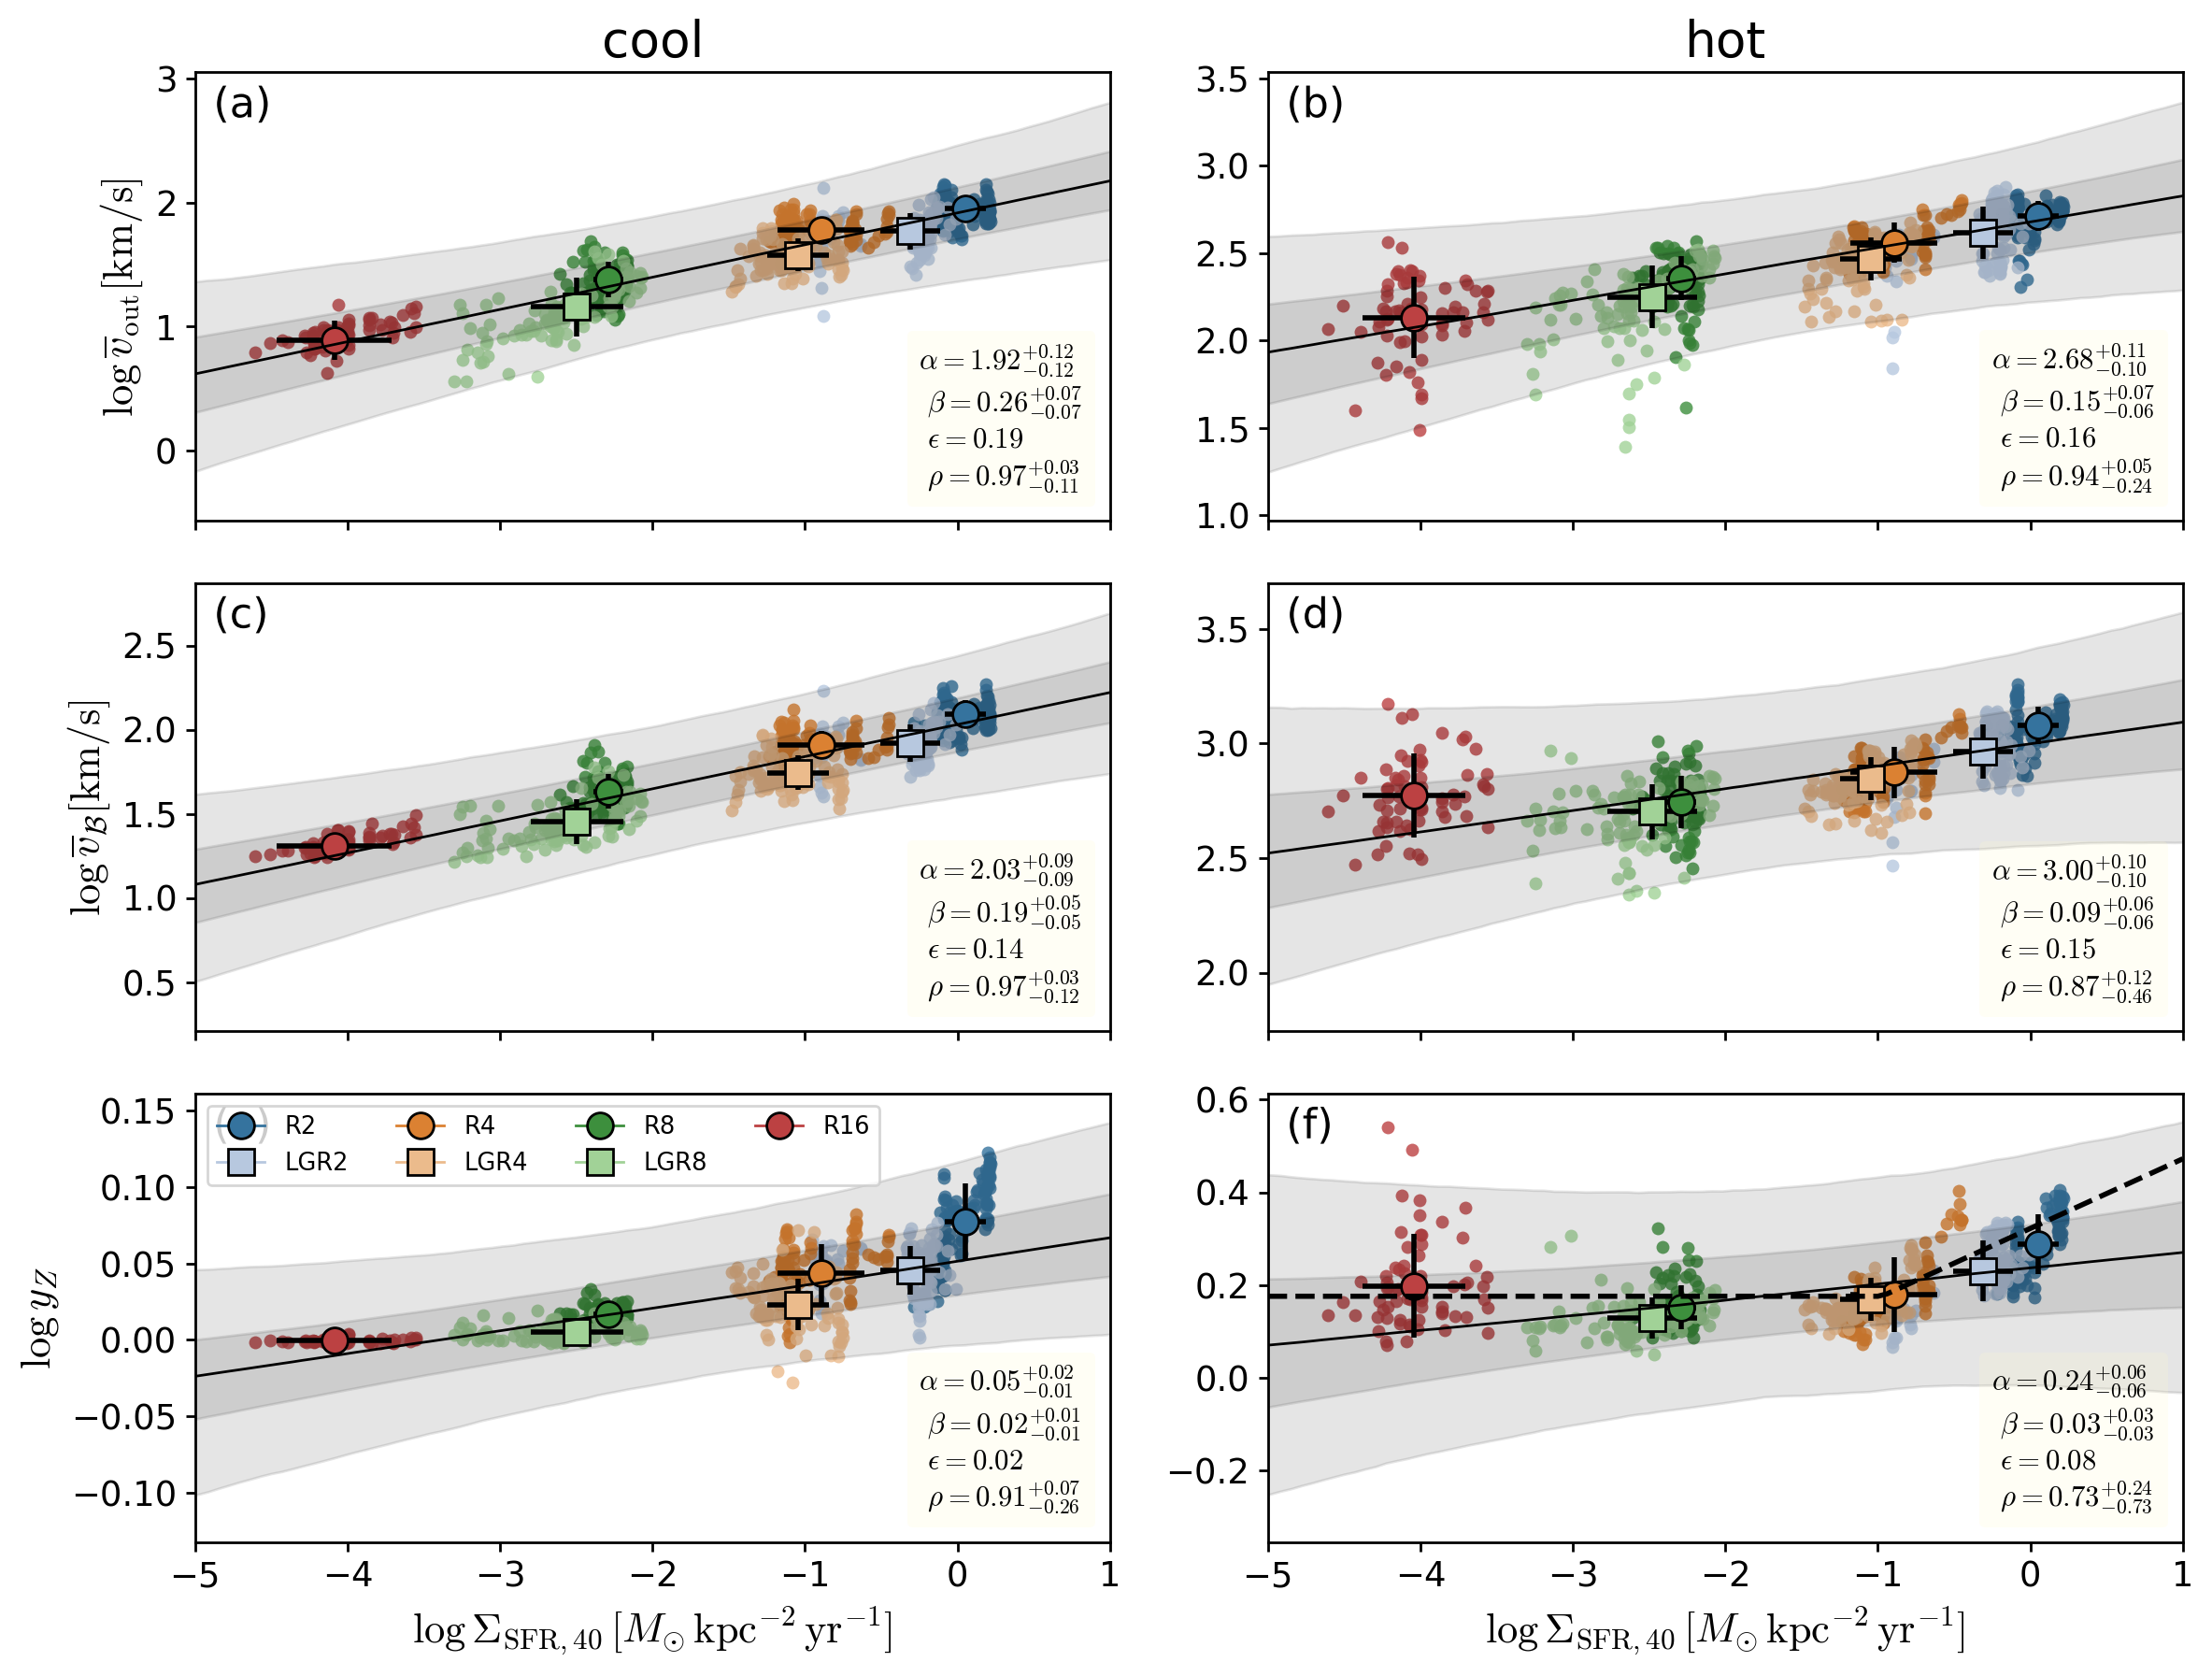 cool
hot
(a)
3
2
1
0
log v̅_out [km/s]
α = 1.92^{+0.12}_{-0.12}
β = 0.26^{+0.07}_{-0.07}
ϵ = 0.19
ρ = 0.97^{+0.03}_{-0.11}
(b)
3.5
3.0
2.5
2.0
1.5
1.0
α = 2.68^{+0.11}_{-0.10}
β = 0.15^{+0.07}_{-0.06}
ϵ = 0.16
ρ = 0.94^{+0.05}_{-0.24}
(c)
2.5
2.0
1.5
1.0
0.5
log v̅_ℬ [km/s]
α = 2.03^{+0.09}_{-0.09}
β = 0.19^{+0.05}_{-0.05}
ϵ = 0.14
ρ = 0.97^{+0.03}_{-0.12}
(d)
3.5
3.0
2.5
2.0
α = 3.00^{+0.10}_{-0.10}
β = 0.09^{+0.06}_{-0.06}
ϵ = 0.15
ρ = 0.87^{+0.12}_{-0.46}
R2 R4 R8 R16
LGR2 LGR4 LGR8
0.15
0.10
0.05
0.00
−0.05
−0.10
log y_Z
α = 0.05^{+0.02}_{-0.01}
β = 0.02^{+0.01}_{-0.01}
ϵ = 0.02
ρ = 0.91^{+0.07}_{-0.26}
−5 −4 −3 −2 −1 0 1
log Σ_{SFR, 40} [M_⊙ kpc^{−2} yr^{−1}]
(f)
0.6
0.4
0.2
0.0
−0.2
α = 0.24^{+0.06}_{-0.06}
β = 0.03^{+0.03}_{-0.03}
ϵ = 0.08
ρ = 0.73^{+0.24}_{-0.73}
−5 −4 −3 −2 −1 0 1
log Σ_{SFR, 40} [M_⊙ kpc^{−2} yr^{−1}]